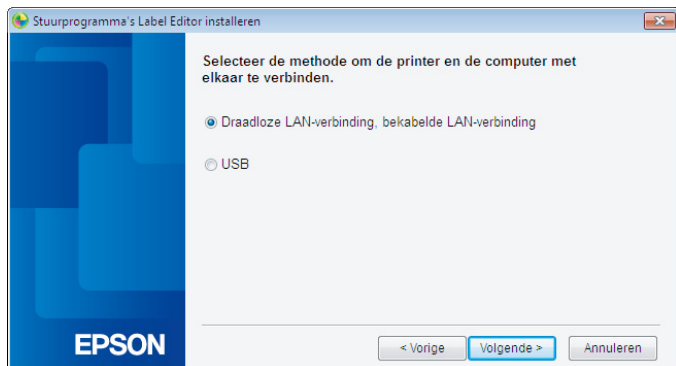 Stuurprogramma's Label Editor installeren
Selecteer de methode om de printer en de computer met
elkaar te verbinden.
Draadloze LAN-verbinding, bekabelde LAN-verbinding
USB
EPSON
< Vorige
Volgende >
Annuleren